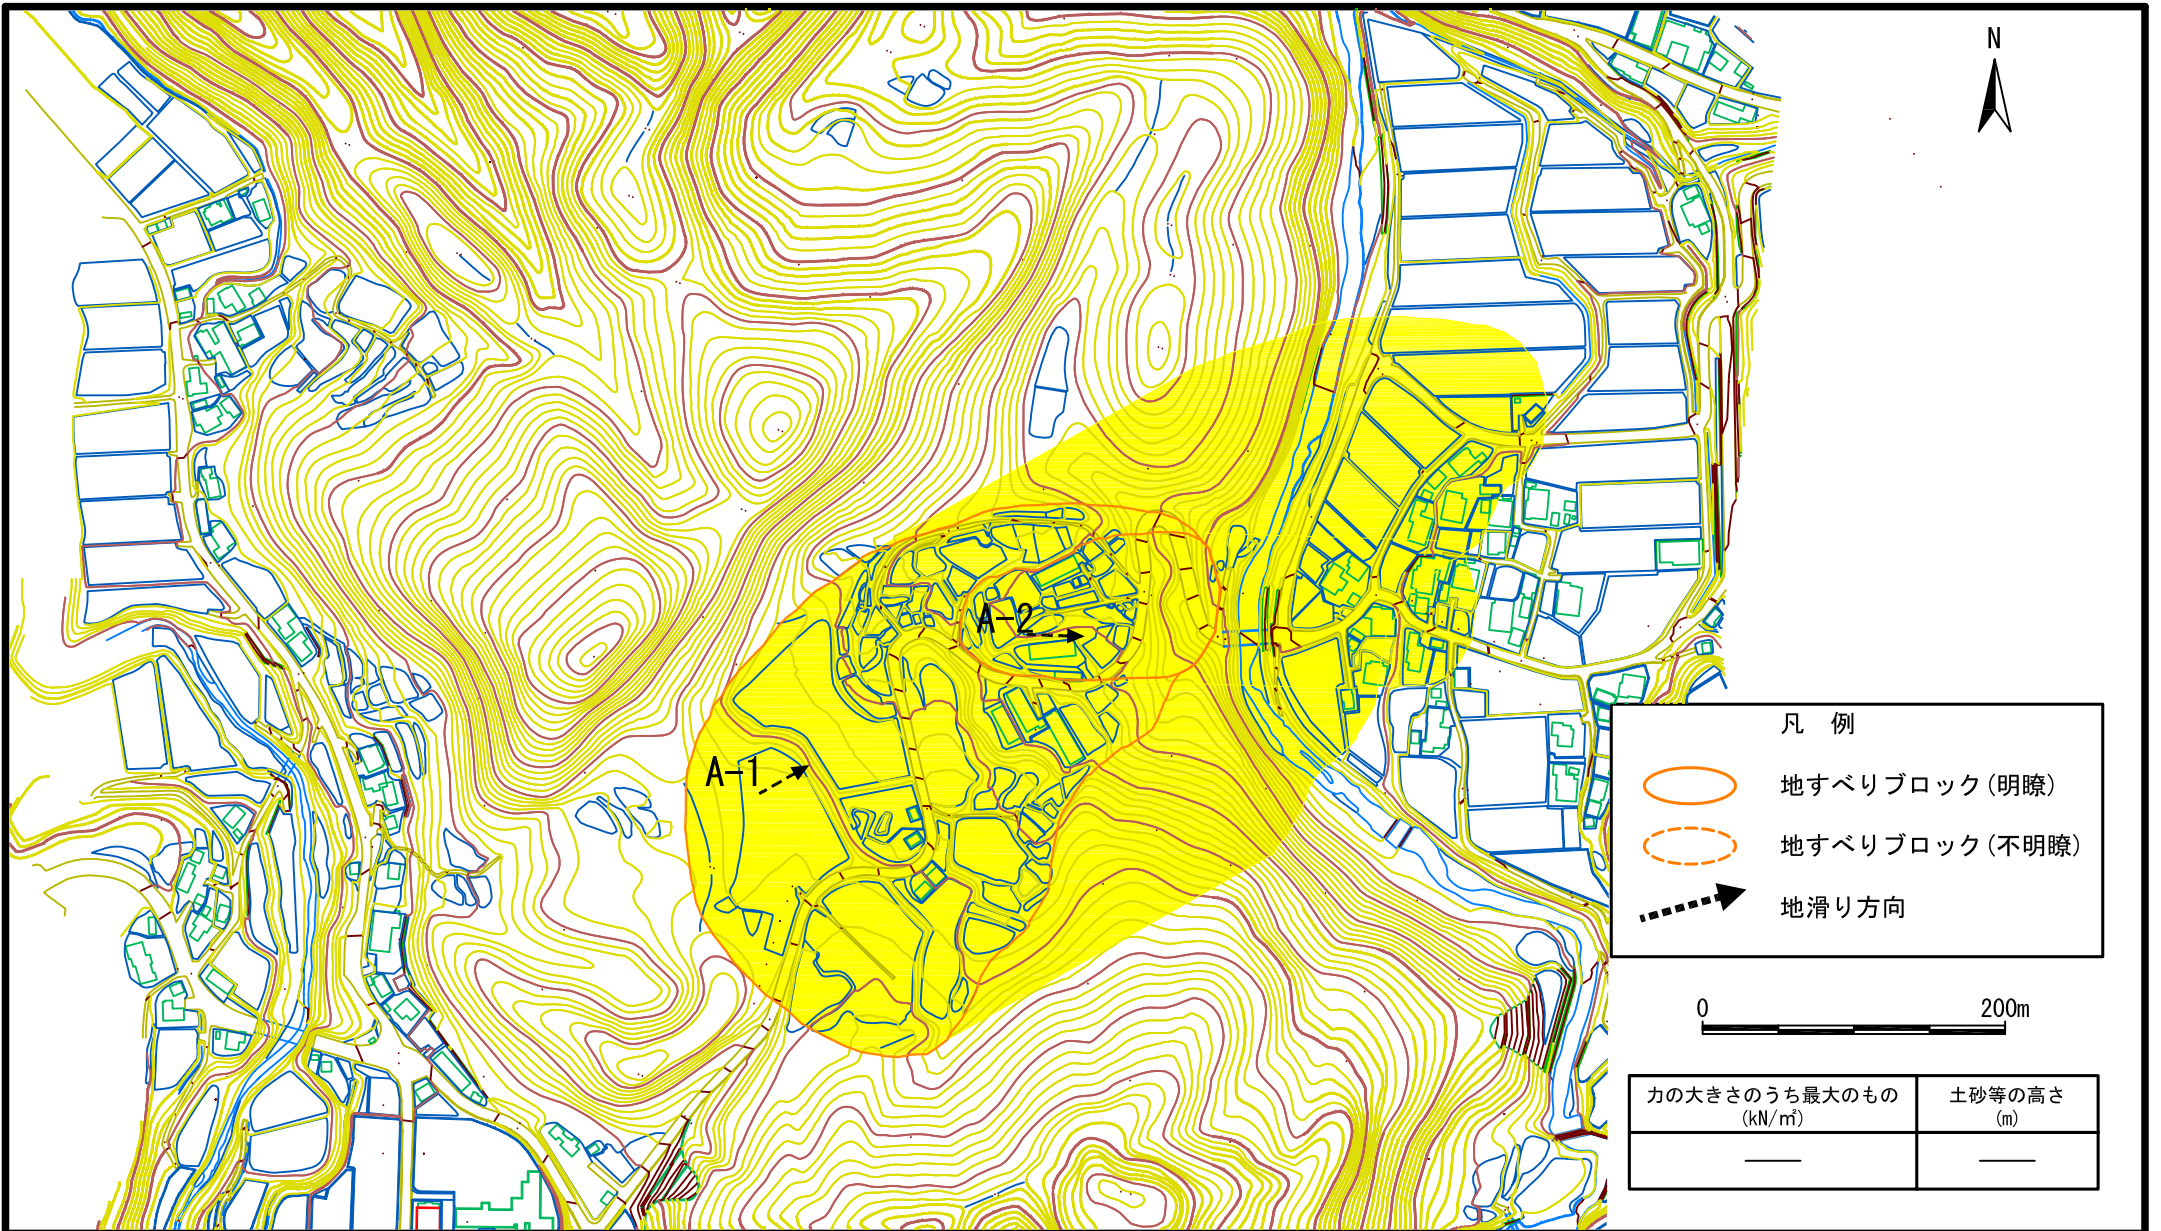 N
A-2
A-1
凡 例
地すべりブロック(明瞭)
地すべりブロック(不明瞭)
地滑り方向
0 200m
力の大きさのうち最大のもの
(kN/㎡)
土砂等の高さ
(m)